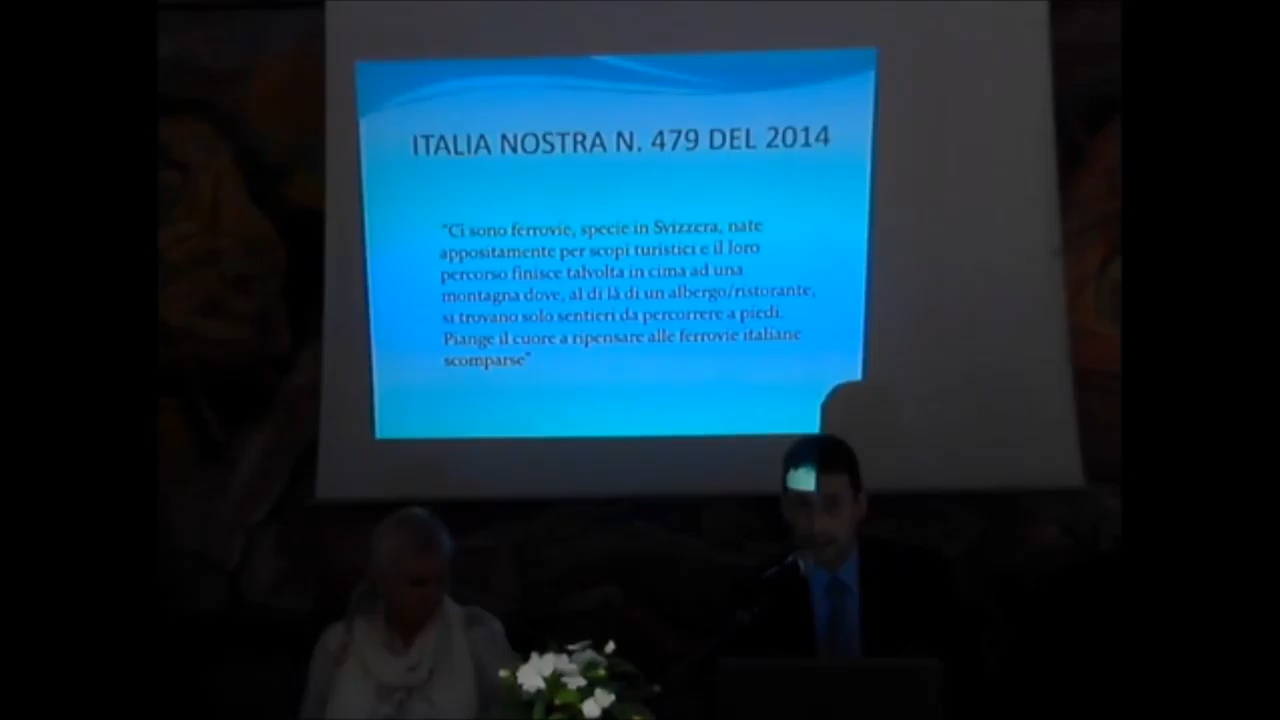 ITALIA NOSTRA N. 479 DEL 2014
"Ci sono ferrovie, specie in Svizzera, nate
appositamente per scopi turistici e il loro
percorso finisce talvolta in cima ad una
montagna dove, al di là di un albergo/ristorante,
si trovano solo sentieri da percorrere a piedi.
Piange il cuore a ripensare alle ferrovie italiane
scomparse"